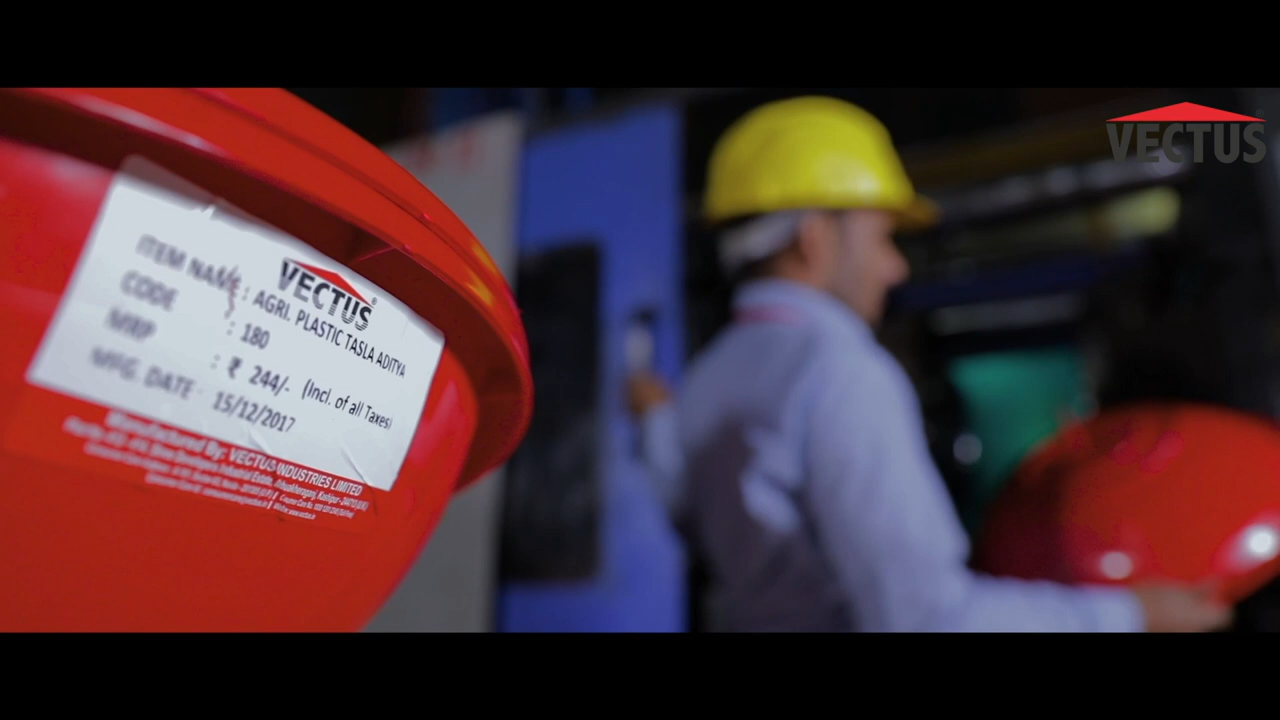 VECTUS
VECTUS®
ITEM NAME : AGRI. PLASTIC TASLA ADITYA
CODE : 180
MRP : ₹ 244/- (Incl. of all Taxes)
MFG. DATE 15/12/2017
Manufactured By: VECTUS INDUSTRIES LIMITED